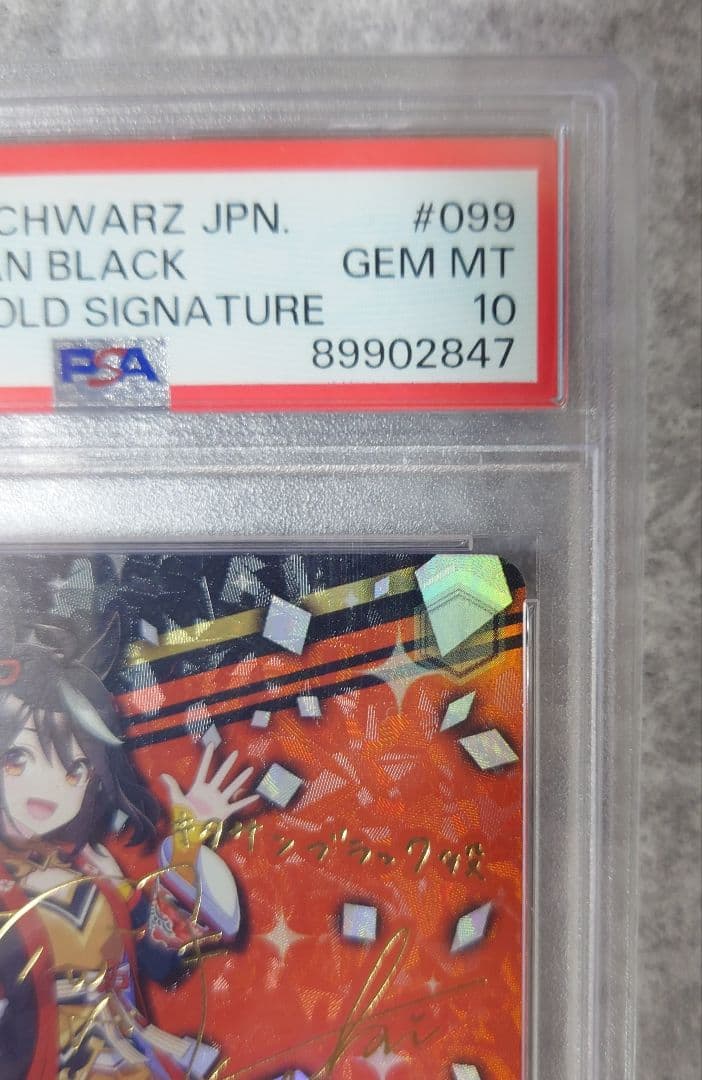 CHWARZ JPN. #099
AN BLACK GEM MT
OLD SIGNATURE 10
PSA 89902847
キタサンブラック役